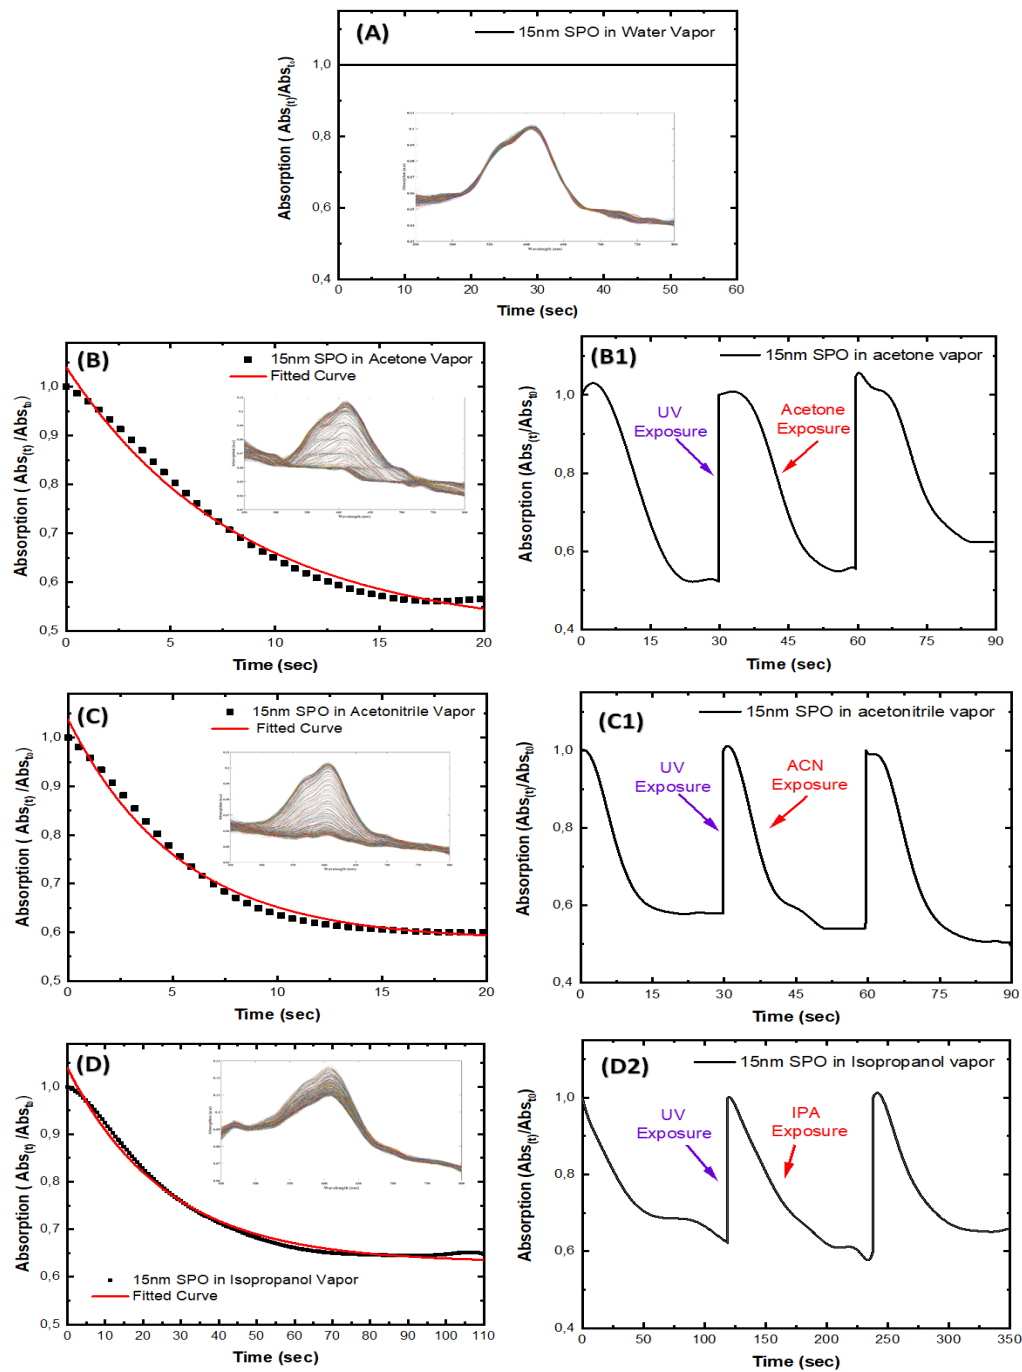 (A)
15nm SPO in Water Vapor
Absorption ( Abs(t)/Abs t0)
1,0
0,8
0,6
0,4
0 10 20 30 40 50 60
Time (sec)
Wavelength (nm)
(B)
15nm SPO in Acetone Vapor
Fitted Curve
Absorption ( Abs(t) /Abs t0)
1,0
0,9
0,8
0,7
0,6
0,5
0 5 10 15 20
Time (sec)
Wavelength (nm)
(B1)
15nm SPO in acetone vapor
UV
Exposure
Acetone
Exposure
Absorption (Abs(t)/Abs t0)
1,0
0,8
0,6
0,4
0 15 30 45 60 75 90
Time (sec)
(C)
15nm SPO in Acetonitrile Vapor
Fitted Curve
Absorption ( Abs(t) /Abs t0)
1,0
0,9
0,8
0,7
0,6
0,5
0 5 10 15 20
Time (sec)
Wavelength (nm)
(C1)
15nm SPO in acetonitrile vapor
UV
Exposure
ACN
Exposure
Absorption (Abs(t)/Abs t0)
1,0
0,8
0,6
0,4
0 15 30 45 60 75 90
Time (sec)
(D)
Absorption ( Abs(t) /Abs t0)
1,0
0,9
0,8
0,7
0,6
0,5
15nm SPO in Isopropanol Vapor
Fitted Curve
0 10 20 30 40 50 60 70 80 90 100 110
Time (sec)
Wavelength (nm)
(D2)
15nm SPO in Isopropanol vapor
UV
Exposure
IPA
Exposure
Absorption (Abs(t)/Abs t0)
1,0
0,8
0,6
0,4
0 50 100 150 200 250 300 350
Time (sec)